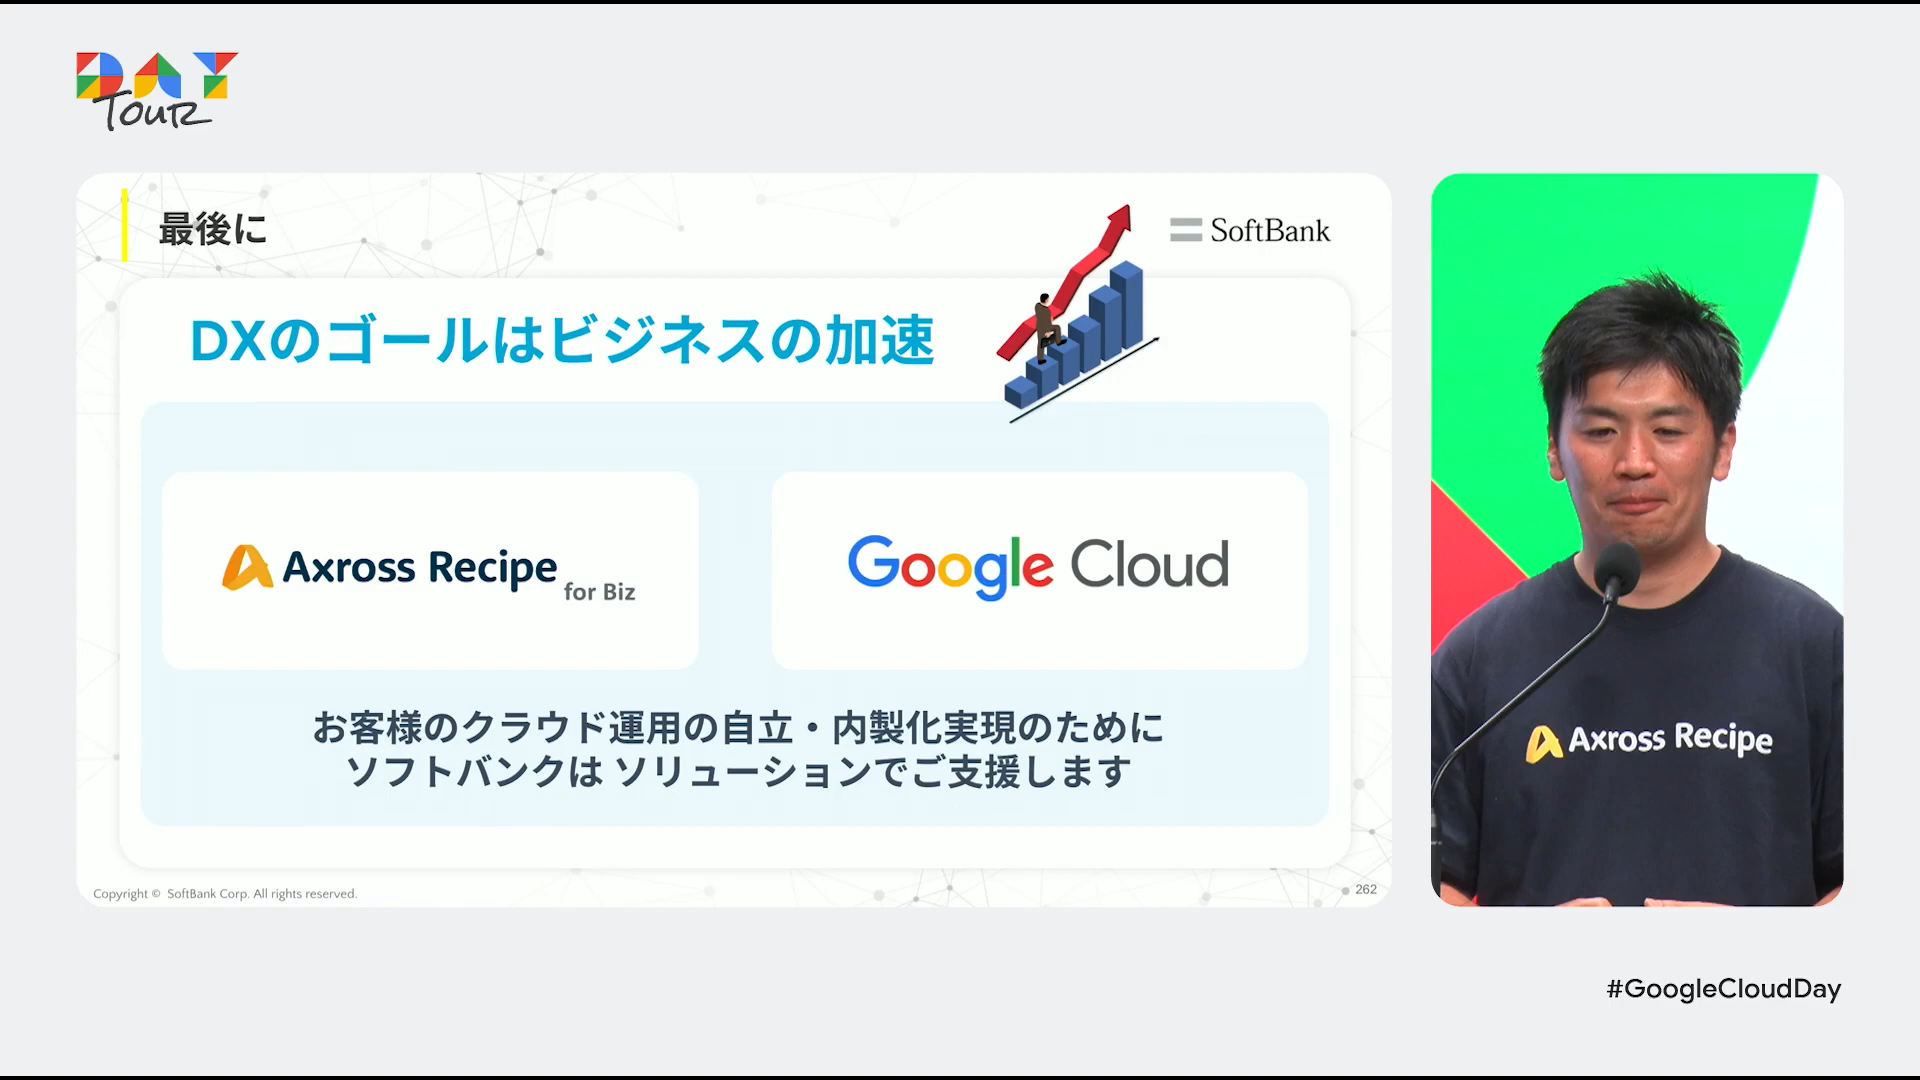 DAY
Tour
最後に
SoftBank
DXのゴールはビジネスの加速
Axross Recipe
for Biz
Google Cloud
お客様のクラウド運用の自立・内製化実現のために
ソフトバンクは ソリューションでご支援します
Copyright © SoftBank Corp. All rights reserved.
262
Axross Recipe
#GoogleCloudDay